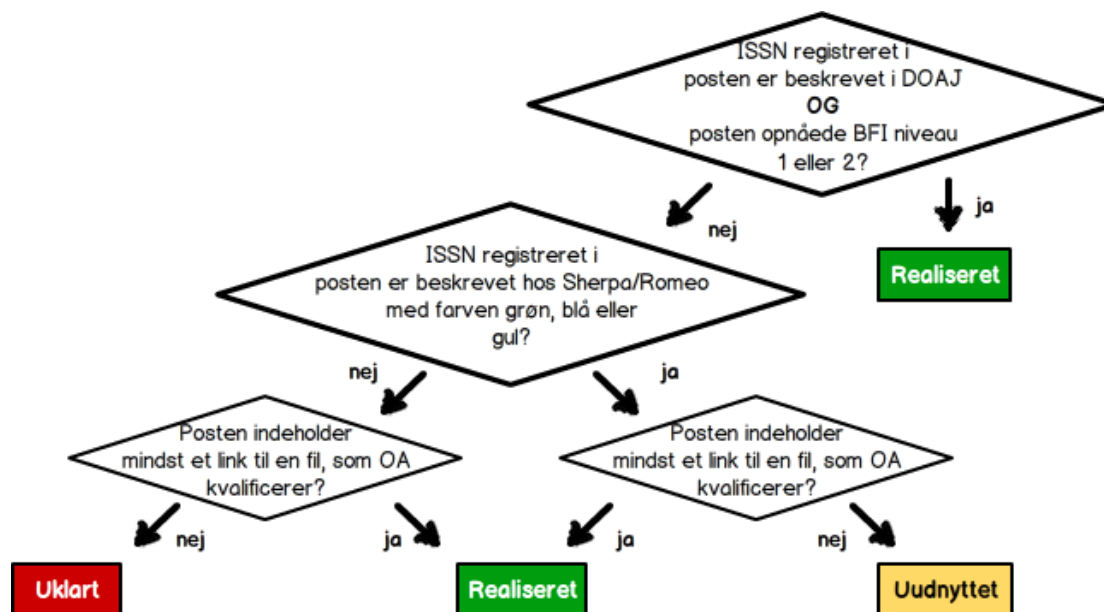 ISSN registreret i
posten er beskrevet i DOAJ
OG
posten opnåede BFI niveau
1 eller 2?
nej
ja
Realiseret
ISSN registreret i
posten er beskrevet hos Sherpa/Romeo
med farven grøn, blå eller
gul?
nej
ja
Posten indeholder
mindst et link til en fil, som OA
kvalificerer?
Posten indeholder
mindst et link til en fil, som OA
kvalificerer?
nej
ja
ja
nej
Uklart
Realiseret
Uudnyttet